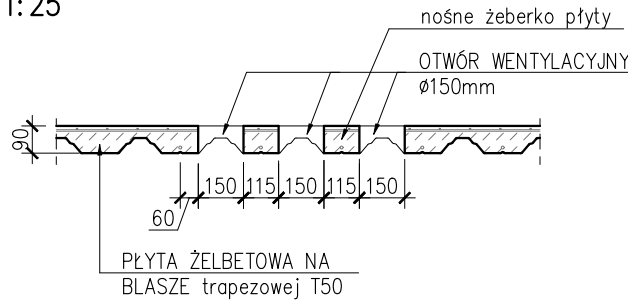 1:25
nośne żeberko płyty
OTWÓR WENTYLACYJNY
ø150mm
90
150 115 150 115 150
60
PŁYTA ŻELBETOWA NA
BLASZE trapezowej T50